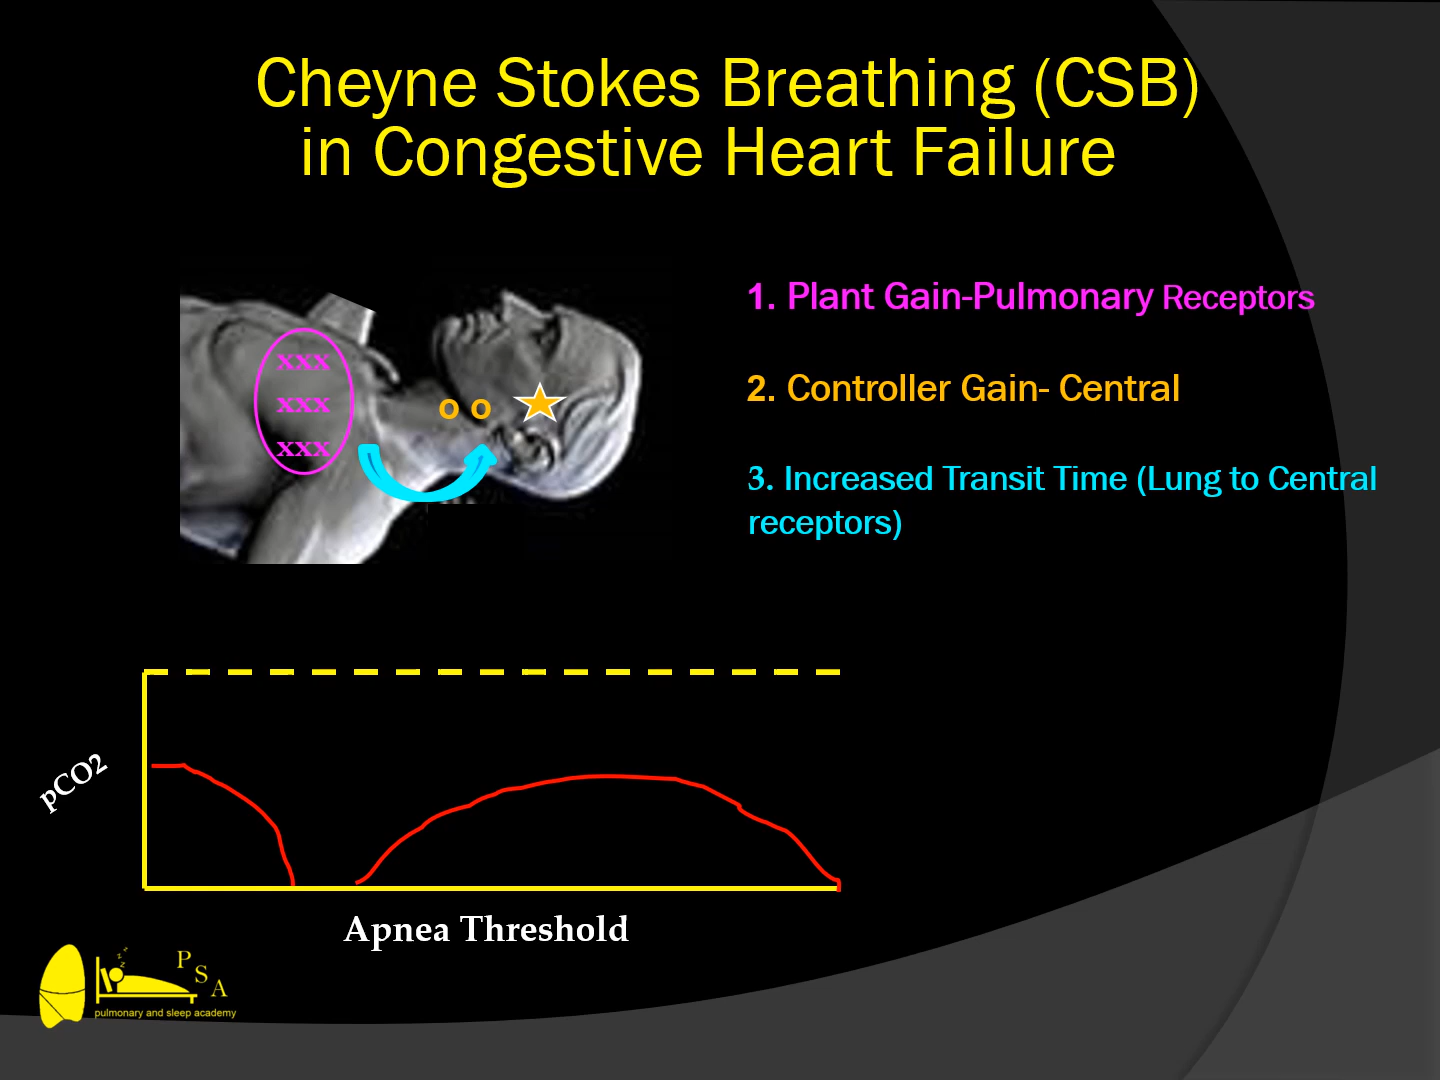 Cheyne Stokes Breathing (CSB)
in Congestive Heart Failure
xxx
xxx
xxx
o o
1. Plant Gain-Pulmonary Receptors
2. Controller Gain- Central
3. Increased Transit Time (Lung to Central
receptors)
pCO2
Apnea Threshold
z z z
P S A
pulmonary and sleep academy